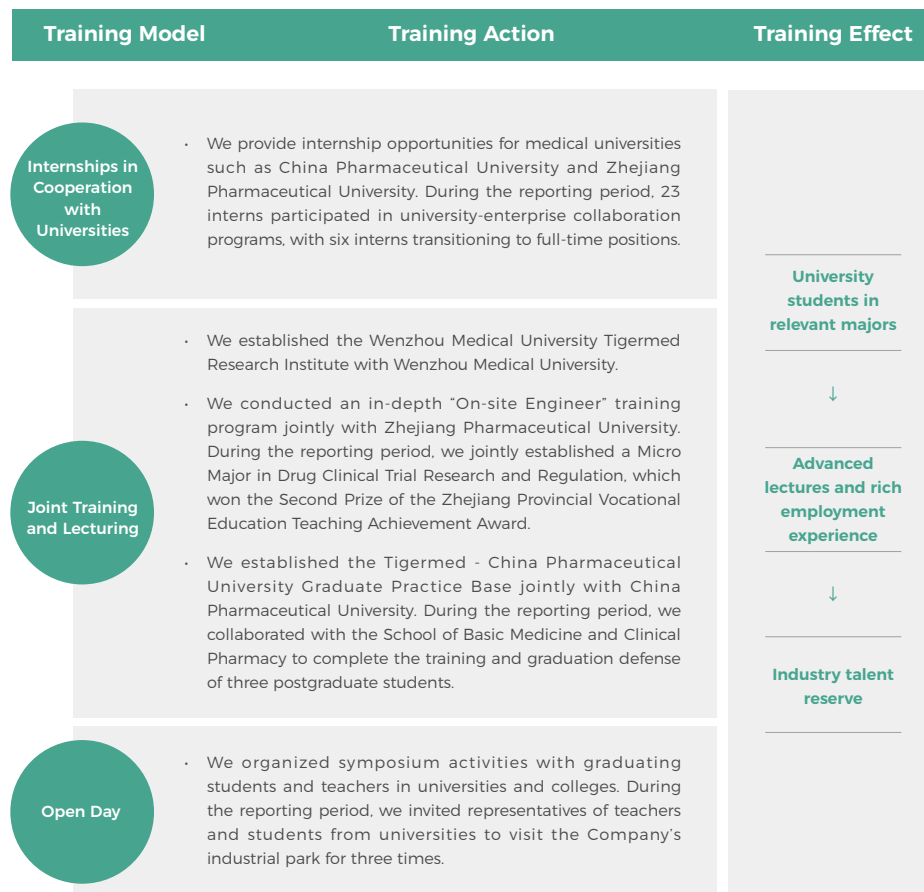 Training Model
Training Action
Training Effect
Internships in
Cooperation
with
Universities
• We provide internship opportunities for medical universities
such as China Pharmaceutical University and Zhejiang
Pharmaceutical University. During the reporting period, 23
interns participated in university-enterprise collaboration
programs, with six interns transitioning to full-time positions.
Joint Training
and Lecturing
• We established the Wenzhou Medical University Tigermed
Research Institute with Wenzhou Medical University.
• We conducted an in-depth “On-site Engineer” training
program jointly with Zhejiang Pharmaceutical University.
During the reporting period, we jointly established a Micro
Major in Drug Clinical Trial Research and Regulation, which
won the Second Prize of the Zhejiang Provincial Vocational
Education Teaching Achievement Award.
• We established the Tigermed - China Pharmaceutical
University Graduate Practice Base jointly with China
Pharmaceutical University. During the reporting period, we
collaborated with the School of Basic Medicine and Clinical
Pharmacy to complete the training and graduation defense
of three postgraduate students.
Open Day
• We organized symposium activities with graduating
students and teachers in universities and colleges. During
the reporting period, we invited representatives of teachers
and students from universities to visit the Company’s
industrial park for three times.
University
students in
relevant majors
↓
Advanced
lectures and rich
employment
experience
↓
Industry talent
reserve